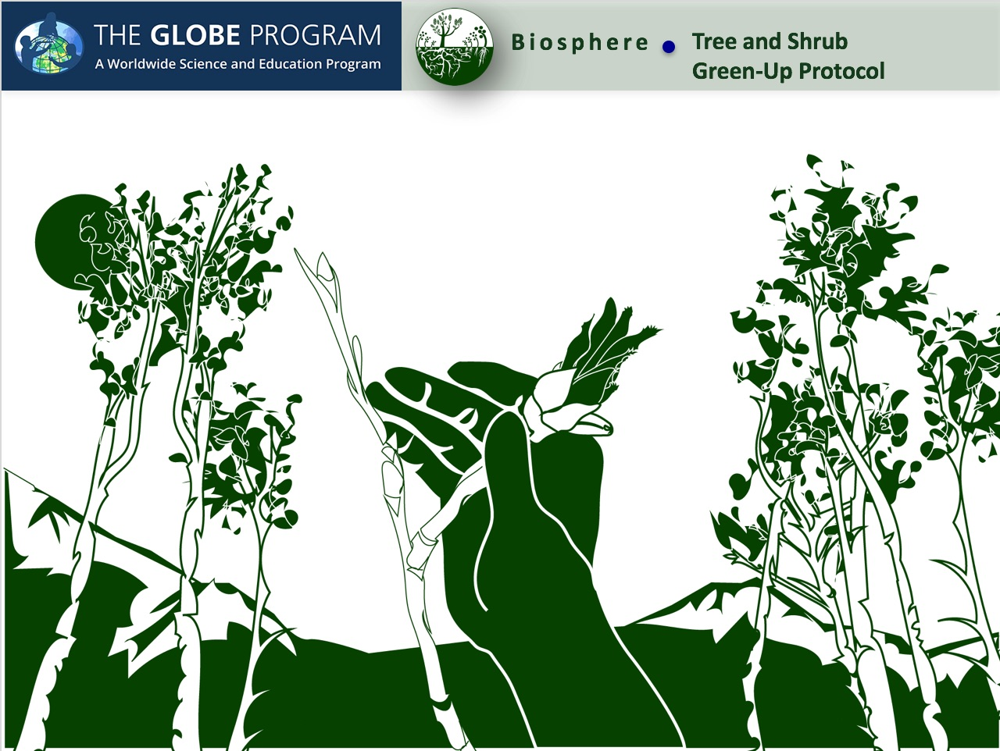 THE GLOBE PROGRAM
A Worldwide Science and Education Program
Biosphere • Tree and Shrub
Green-Up Protocol